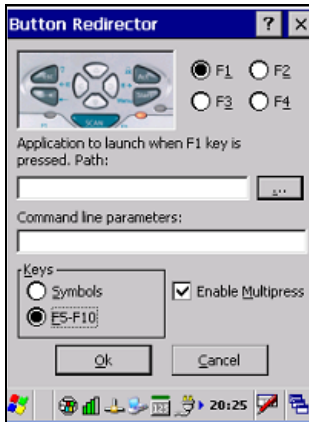 Button Redirector ? ×
SCAN
F1 F2
F3 F4
Application to launch when F1 key is
pressed. Path:
...
Command line parameters:
Keys
Symbols
F5-F10
Enable Multipress
Ok Cancel
20:25